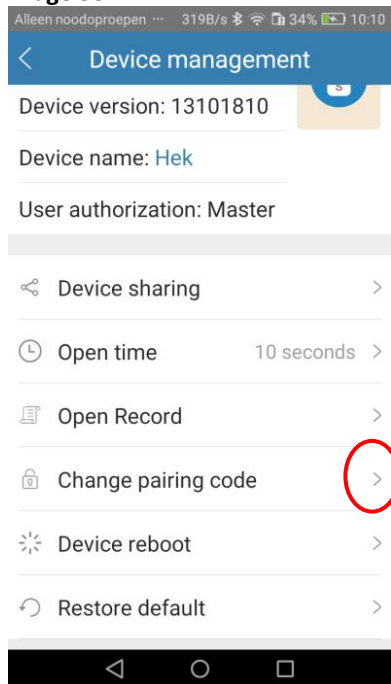 Alleen noodoproepen ··· 319B/s 34% 10:10
Device management
Device version: 13101810
S
Device name: Hek
User authorization: Master
Device sharing
Open time 10 seconds
Open Record
Change pairing code
Device reboot
Restore default